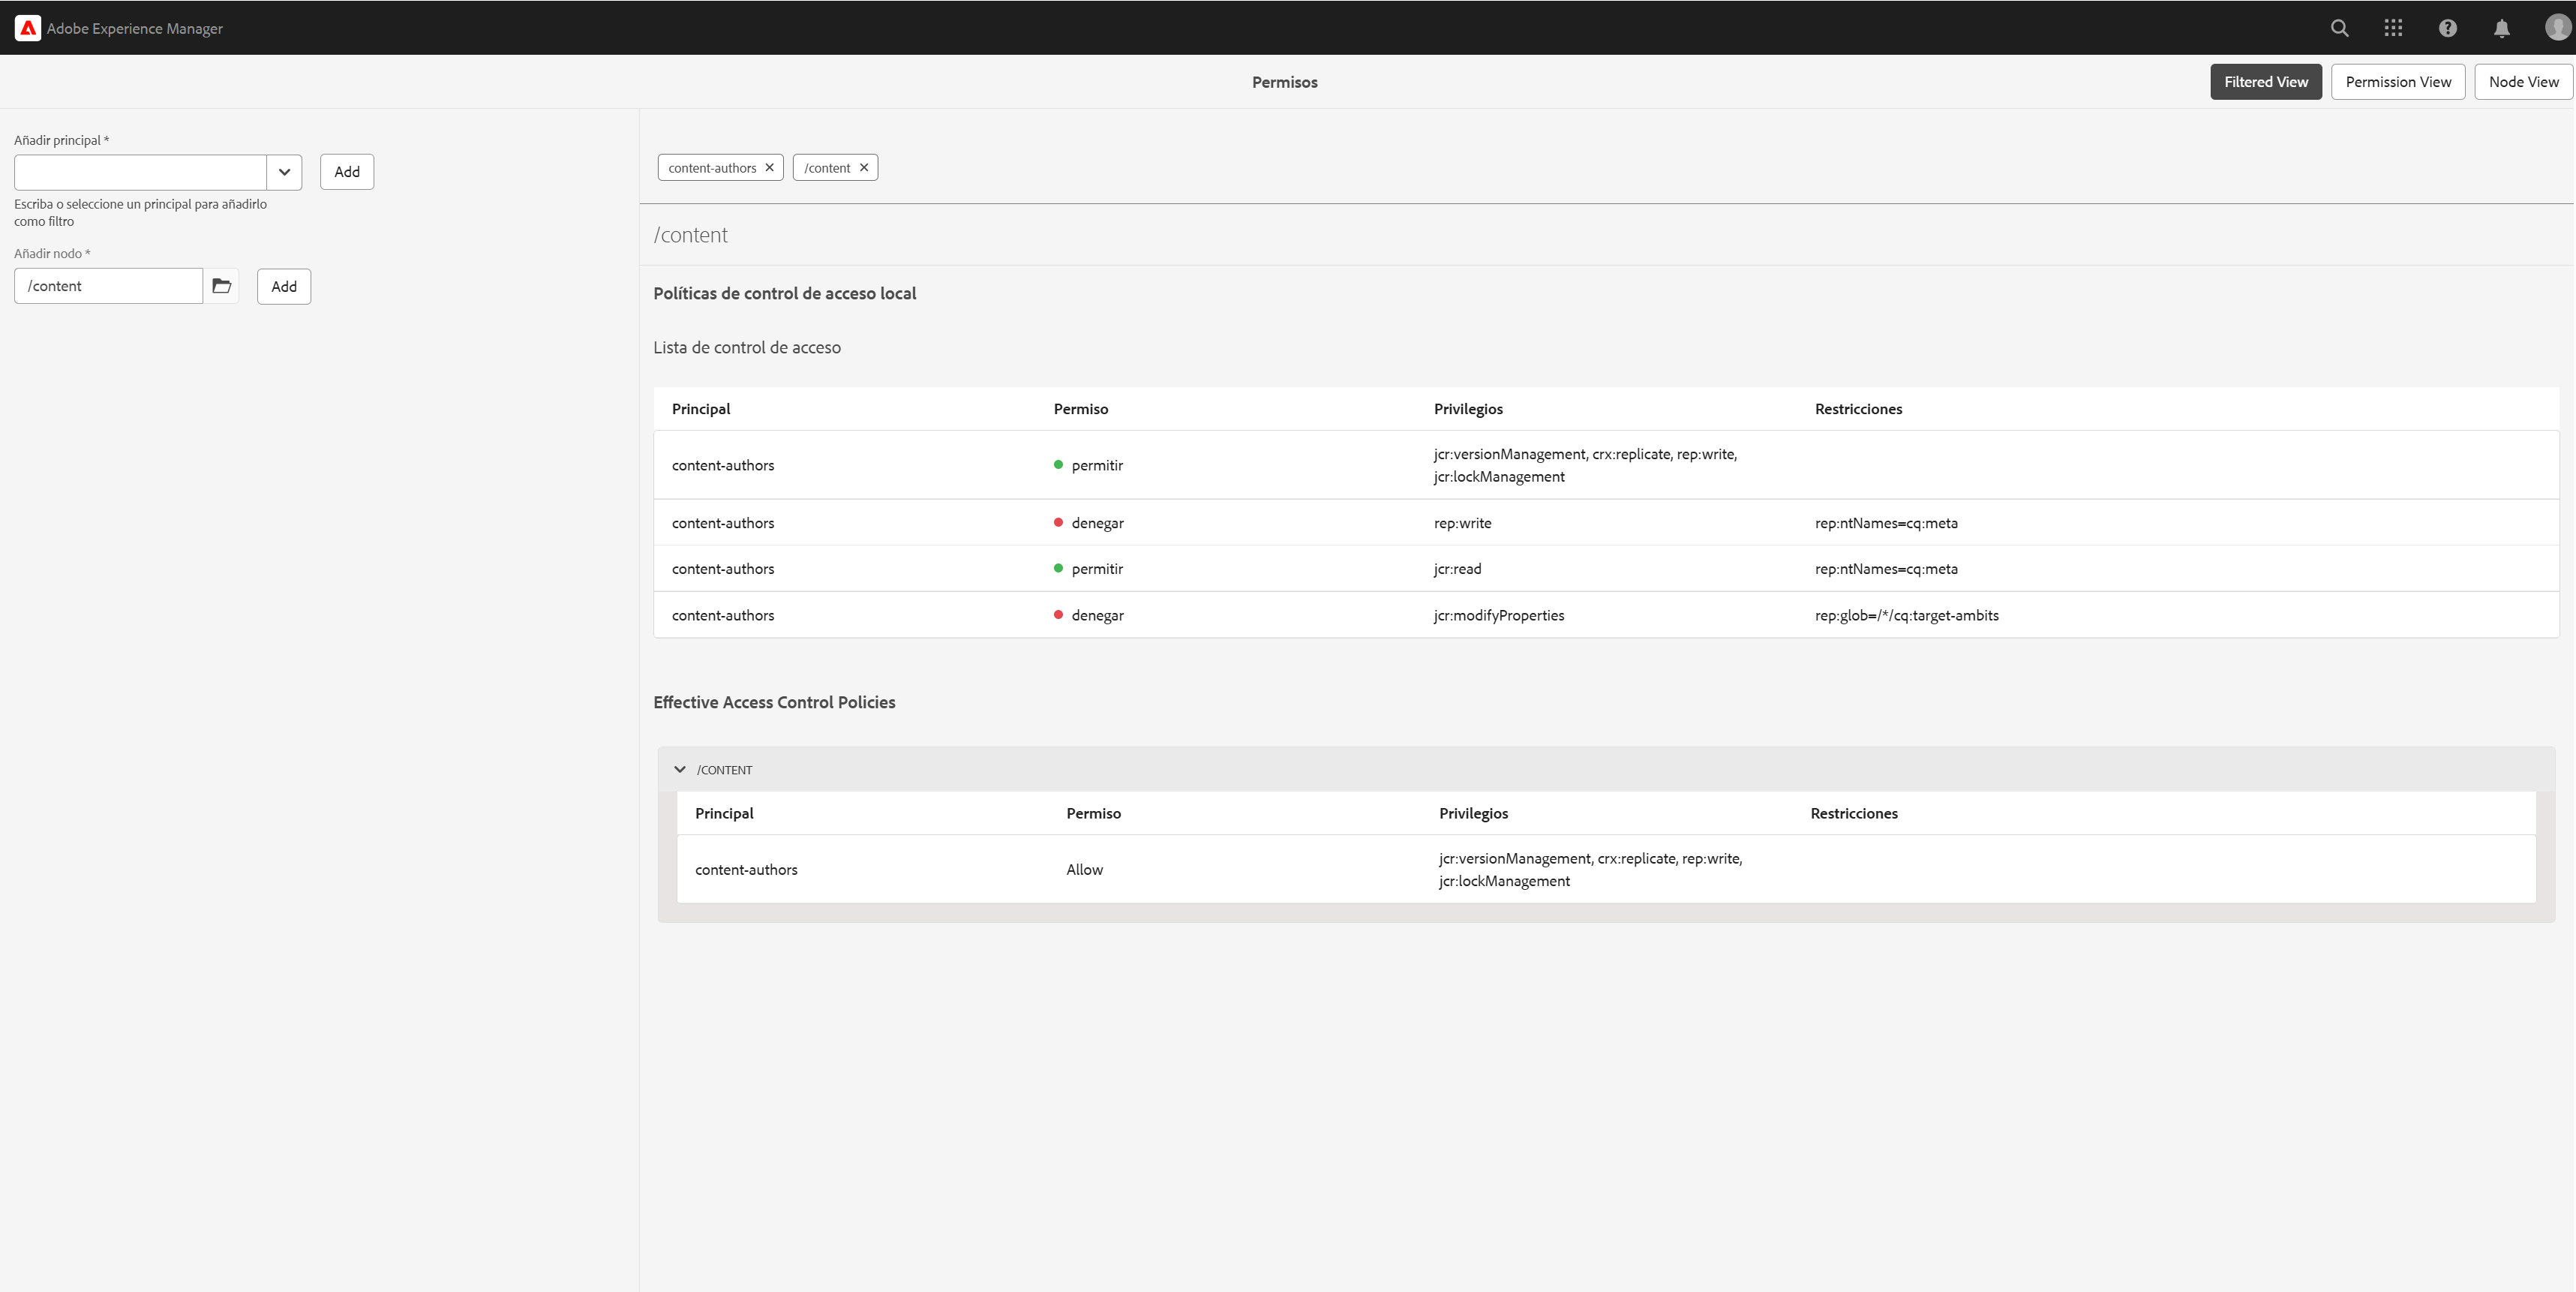 Adobe Experience Manager
Permisos
Filtered View
Permission View
Node View
Añadir principal *
Add
Escriba o seleccione un principal para añadirlo
como filtro
Añadir nodo *
/content
Add
content-authors
/content
/content
Políticas de control de acceso local
Lista de control de acceso
Principal Permiso Privilegios Restricciones
content-authors permitir jcr:versionManagement, crx:replicate, rep:write,
jcr:lockManagement
content-authors denegar rep:write rep:ntNames=cq:meta
content-authors permitir jcr:read rep:ntNames=cq:meta
content-authors denegar jcr:modifyProperties rep:glob=/*/cq:target-ambits
Effective Access Control Policies
/CONTENT
Principal Permiso Privilegios Restricciones
content-authors Allow jcr:versionManagement, crx:replicate, rep:write,
jcr:lockManagement